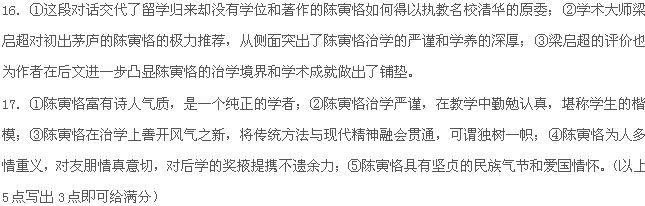 16. ①这段对话交代了留学归来却没有学位和著作的陈寅恪如何得以执教名校清华的原委；②学术大师梁
启超对初出茅庐的陈寅恪的极力推荐，从侧面突出了陈寅恪治学的严谨和学养的深厚；③梁启超的评价也
为作者在后文进一步凸显陈寅恪的治学境界和学术成就做出了铺垫。
17. ①陈寅恪富有诗人气质，是一个纯正的学者；②陈寅恪治学严谨，在教学中勤勉认真，堪称学生的楷
模；③陈寅恪在治学上善开风气之新，将传统方法与现代精神融会贯通，可谓独树一帜；④陈寅恪为人多
情重义，对友朋情真意切，对后学的奖掖提携不遗余力；⑤陈寅恪具有坚贞的民族气节和爱国情怀。(以上
5点写出3点即可给满分)